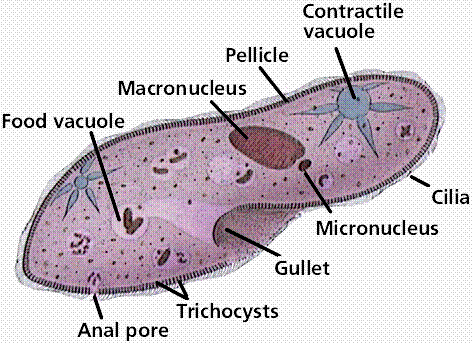 Contractile
vacuole
Pellicle
Macronucleus
Food vacuole
Cilia
Micronucleus
Gullet
Trichocysts
Anal pore